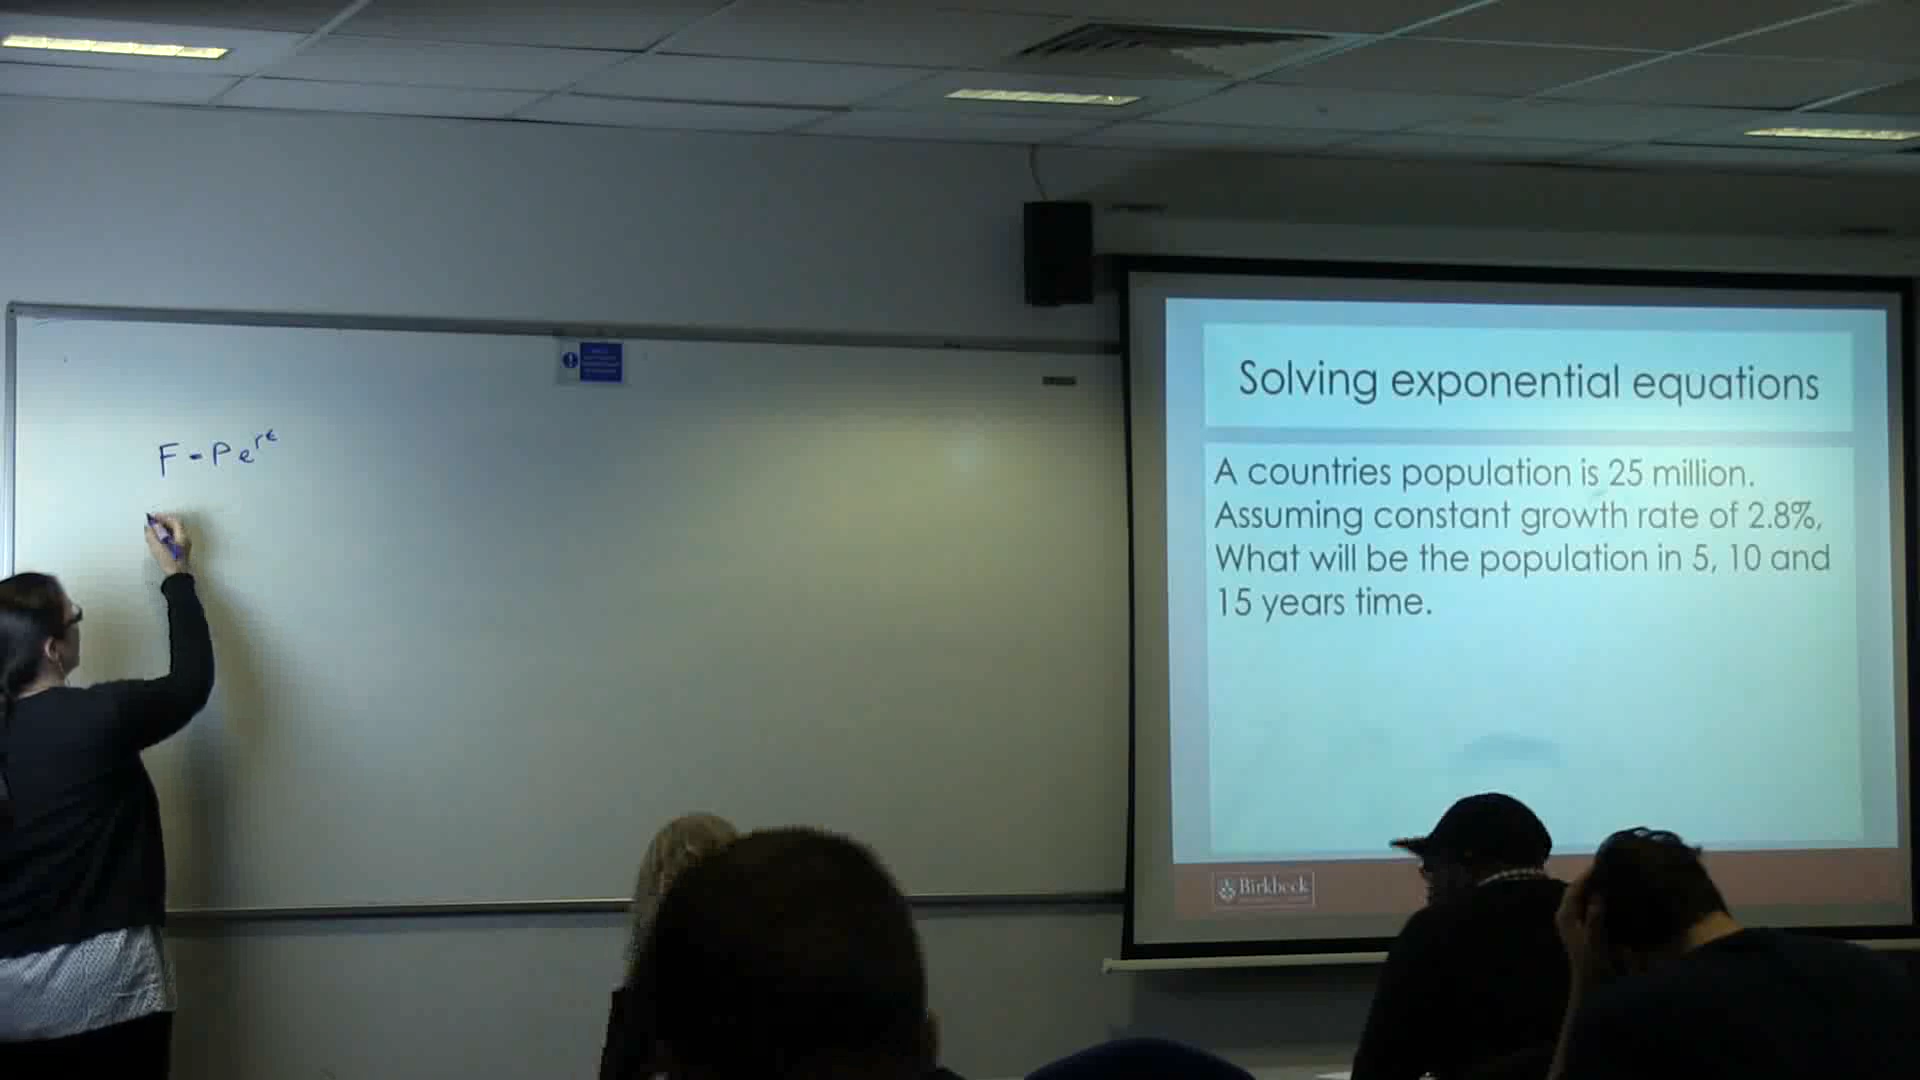 F = Pe^rt
Solving exponential equations
A countries population is 25 million.
Assuming constant growth rate of 2.8%,
What will be the population in 5, 10 and
15 years time.
Birkbeck